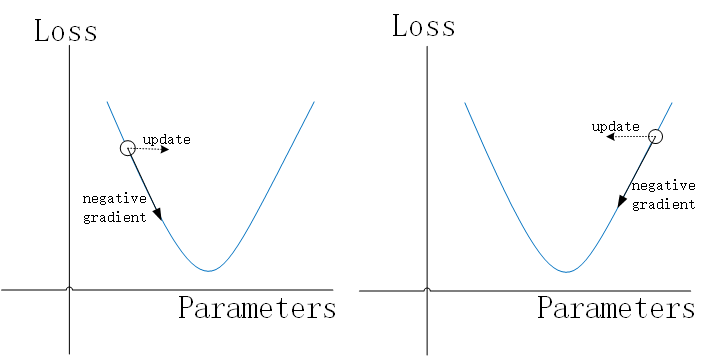 Loss
update
negative
gradient
Parameters
Loss
update
negative
gradient
Parameters